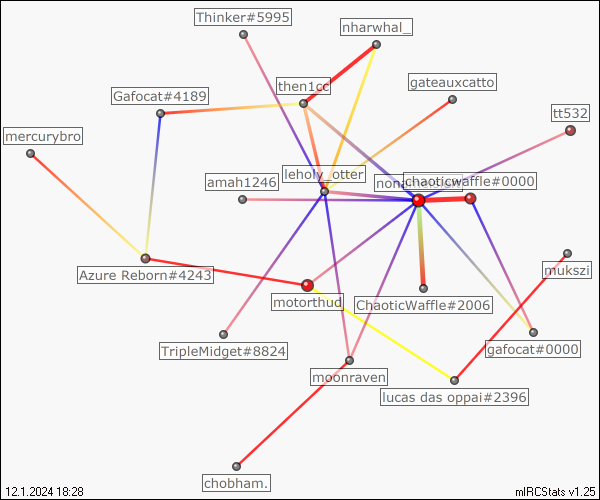 Thinker#5995
nharwhal_
then1cc
gateauxcatto
Gafocat#4189
tt532
mercurybro
leholy_otter
amah1246
chaoticwaffle#0000
Azure Reborn#4243
mukszi
motorthud
ChaoticWaffle#2006
TripleMidget#8824
gafocat#0000
moonraven
lucas das oppai#2396
chobham.
12.1.2024 18:28
mIRCStats v1.25